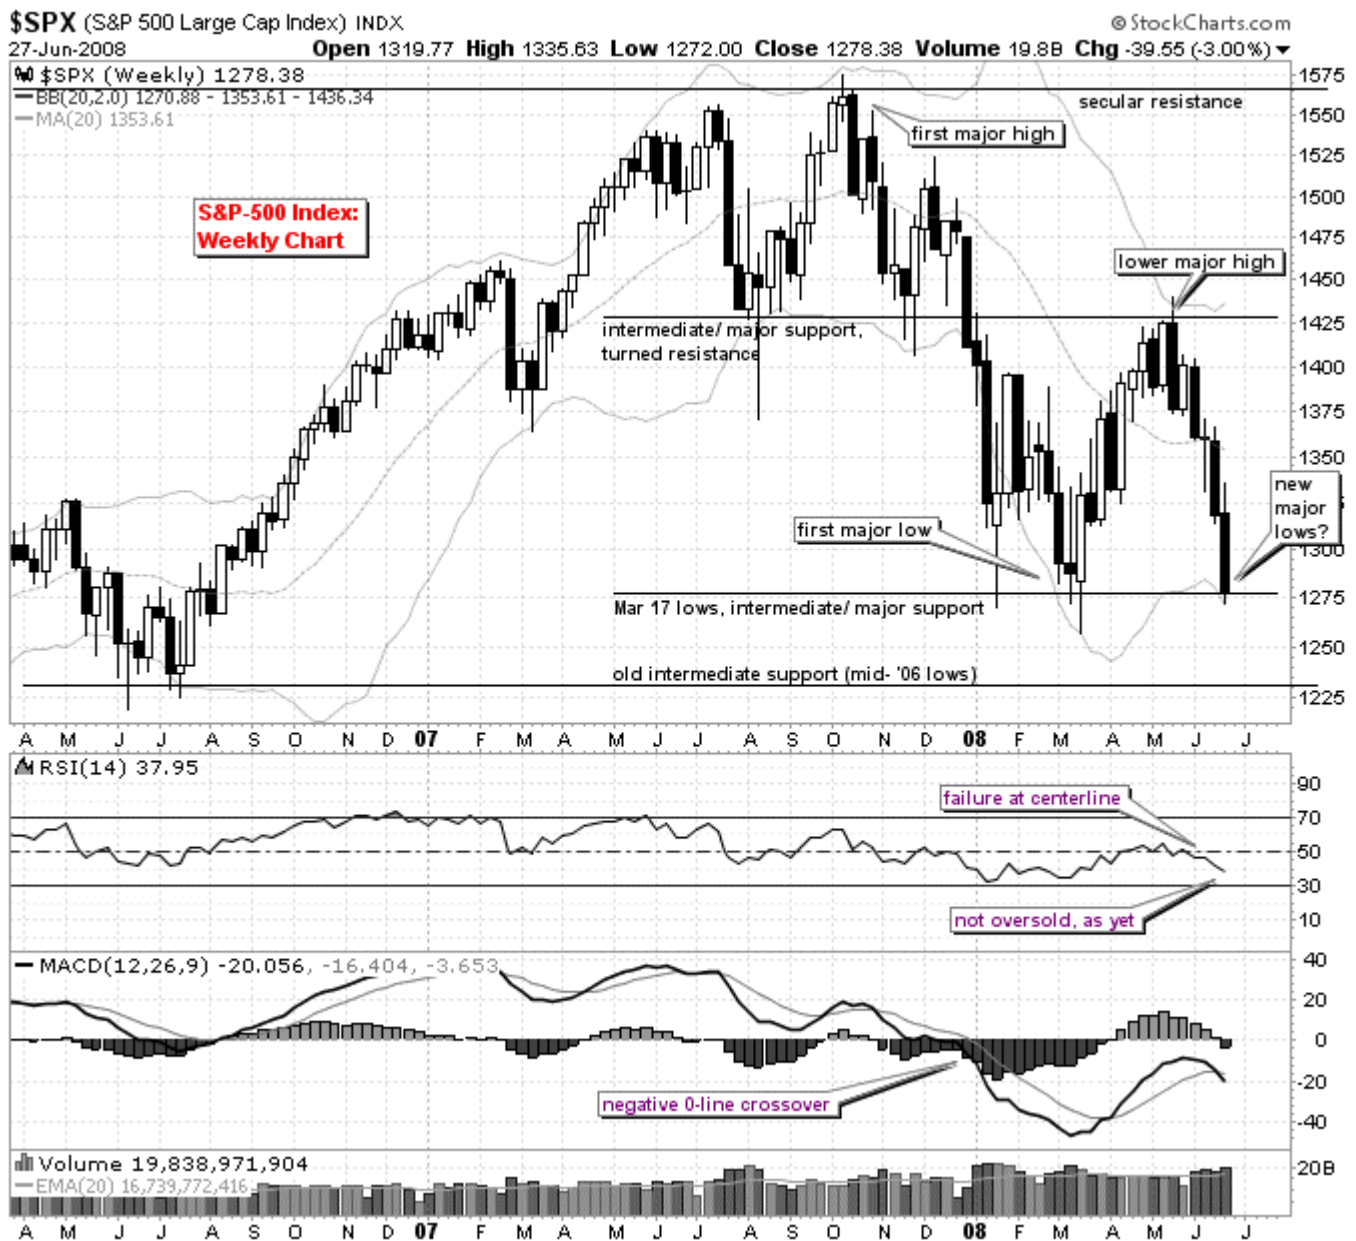 $SPX (S&P 500 Large Cap Index) INDX
© StockCharts.com
27-Jun-2008
Open 1319.77 High 1335.63 Low 1272.00 Close 1278.38 Volume 19.8B Chg -39.55 (-3.00%)
$SPX (Weekly) 1278.38
BB(20,2.0) 1270.88 - 1353.61 - 1436.34
MA(20) 1353.61
secular resistance
first major high
S&P-500 Index:
Weekly Chart
lower major high
intermediate/ major support,
turned resistance
new
major
lows?
first major low
Mar 17 lows, intermediate/ major support
old intermediate support (mid- '06 lows)
1575
1550
1525
1500
1475
1450
1425
1400
1375
1350
1300
1275
1250
1225
A M J J A S O N D 07 F M A M J J A S O N D 08 F M A M J J
RSI(14) 37.95
failure at centerline
not oversold, as yet
90
70
50
30
10
MACD(12,26,9) -20.056, -16.404, -3.653
negative 0-line crossover
40
20
0
-20
-40
Volume 19,838,971,904
EMA(20) 16,739,772,416
20B
A M J J A S O N D 07 F M A M J J A S O N D 08 F M A M J J